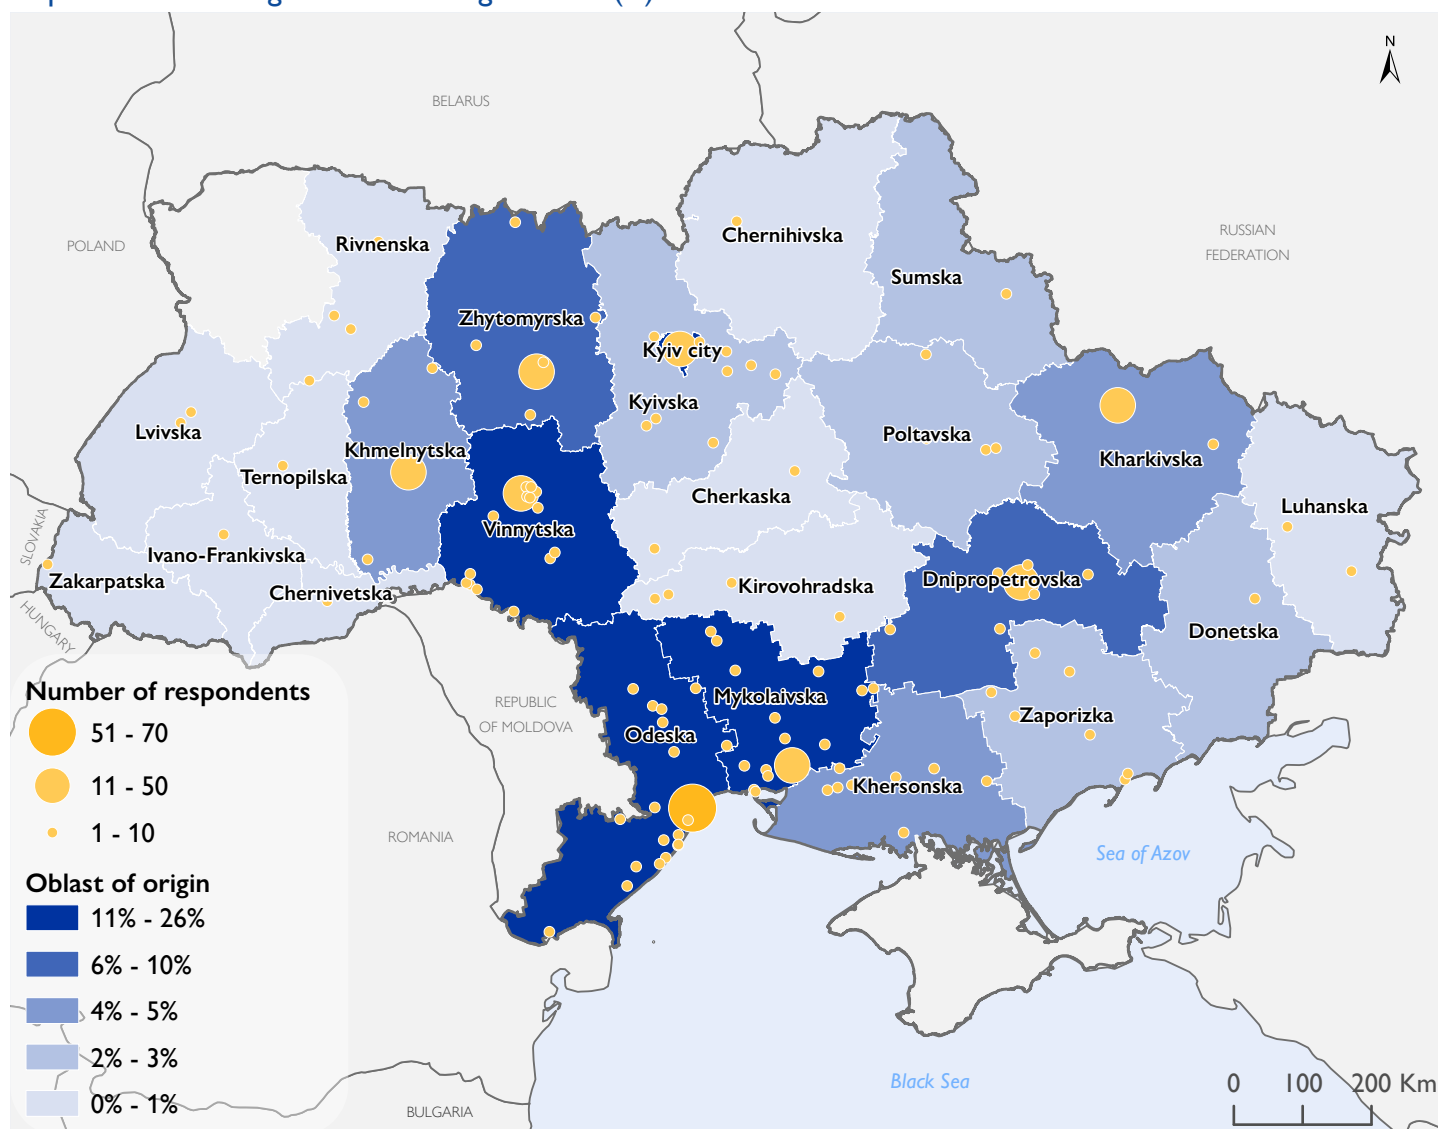 N
BELARUS
POLAND
RUSSIAN
FEDERATION
Rivnenska
Chernihivska
Sumska
Zhytomyrska
Kyiv city
Kyivska
Lvivska
Khmelnytska
Ternopilska
Poltavska
Kharkivska
Cherkaska
Luhanska
Vinnytska
SLOVAKIA
Ivano-Frankivska
Zakarpatska
Chernivetska
Kirovohradska
Dnipropetrovska
HUNGARY
Donetska
REPUBLIC
OF MOLDOVA
Mykolaivska
Odeska
Zaporizka
Khersonska
ROMANIA
Sea of Azov
Black Sea
BULGARIA
Number of respondents
51 - 70
11 - 50
1 - 10
Oblast of origin
11% - 26%
6% - 10%
4% - 5%
2% - 3%
0% - 1%
0 100 200 Km